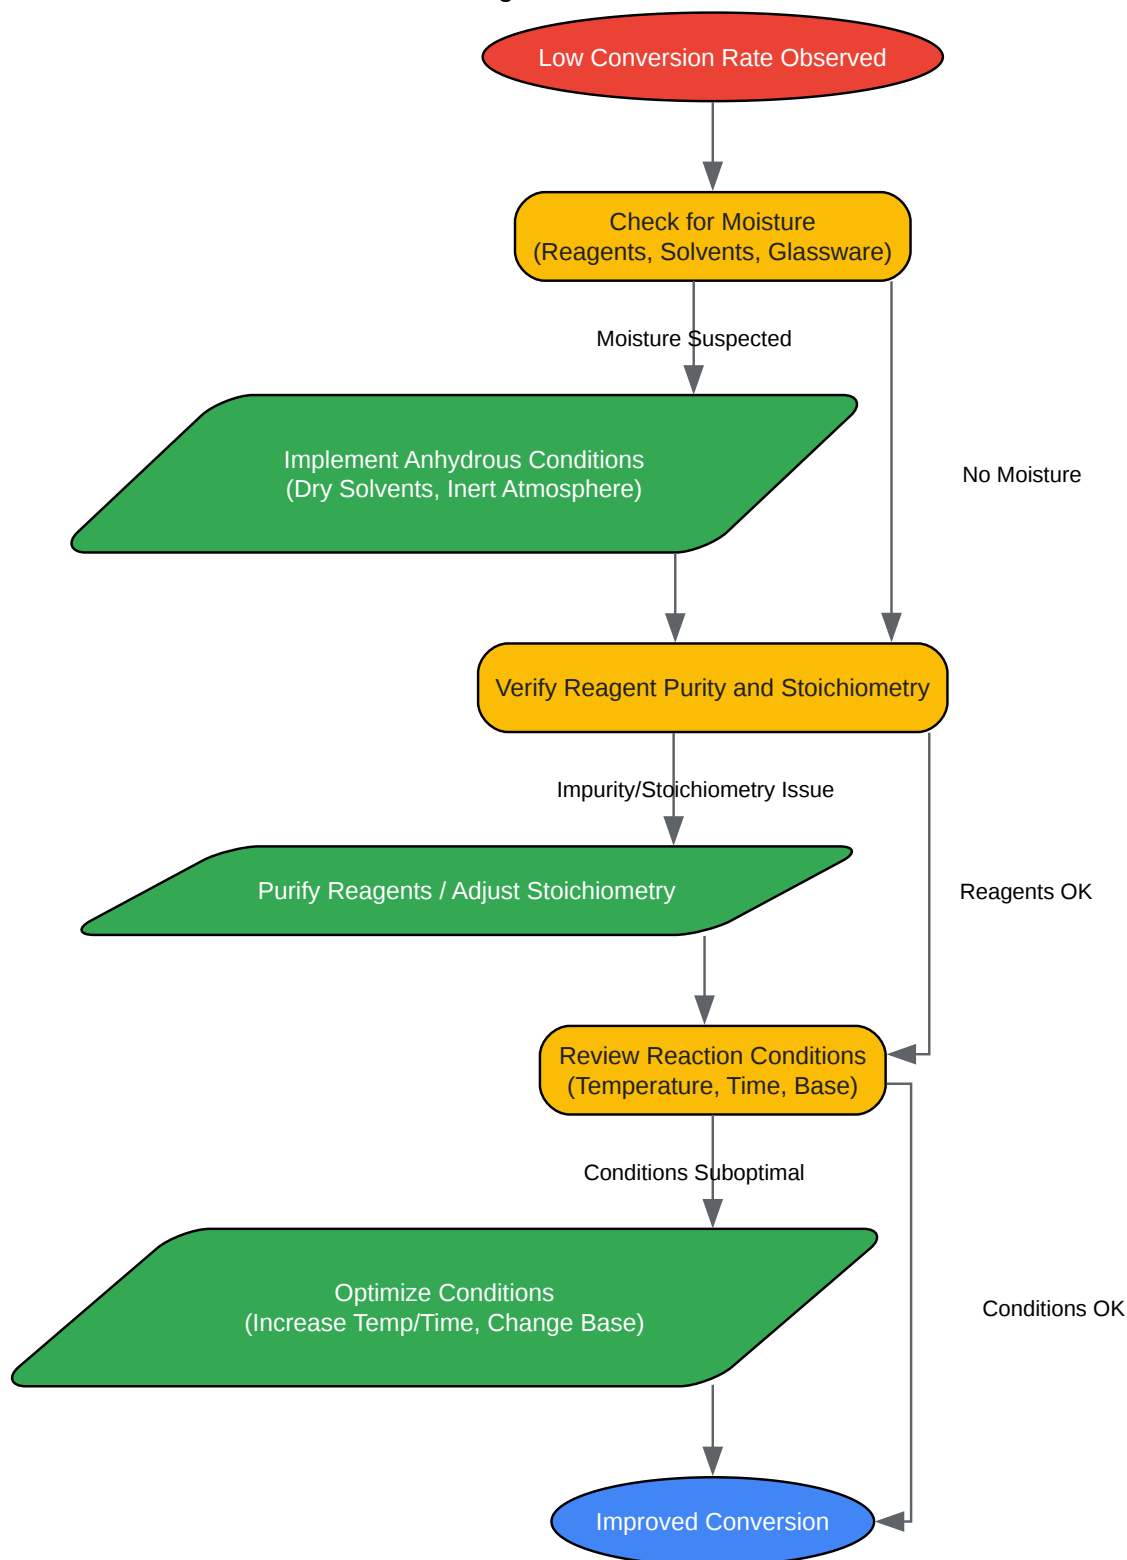 Low Conversion Rate Observed
Check for Moisture
(Reagents, Solvents, Glassware)
Moisture Suspected
Implement Anhydrous Conditions
(Dry Solvents, Inert Atmosphere)
No Moisture
Verify Reagent Purity and Stoichiometry
Impurity/Stoichiometry Issue
Purify Reagents / Adjust Stoichiometry
Reagents OK
Review Reaction Conditions
(Temperature, Time, Base)
Conditions Suboptimal
Optimize Conditions
(Increase Temp/Time, Change Base)
Conditions OK
Improved Conversion